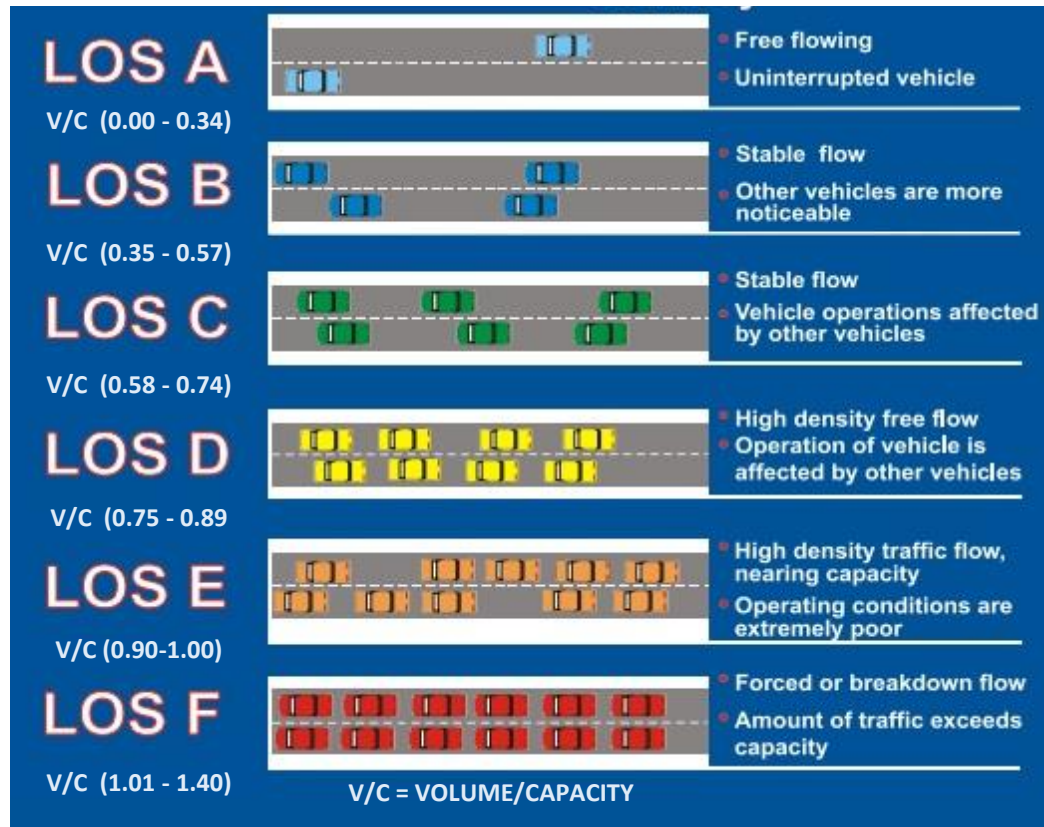 LOS A
Free flowing
Uninterrupted vehicle
V/C (0.00 - 0.34)
LOS B
Stable flow
Other vehicles are more
noticeable
V/C (0.35 - 0.57)
LOS C
Stable flow
Vehicle operations affected
by other vehicles
V/C (0.58 - 0.74)
LOS D
High density free flow
Operation of vehicle is
affected by other vehicles
V/C (0.75 - 0.89
LOS E
High density traffic flow,
nearing capacity
Operating conditions are
extremely poor
V/C (0.90-1.00)
LOS F
Forced or breakdown flow
Amount of traffic exceeds
capacity
V/C (1.01 - 1.40)
V/C = VOLUME/CAPACITY